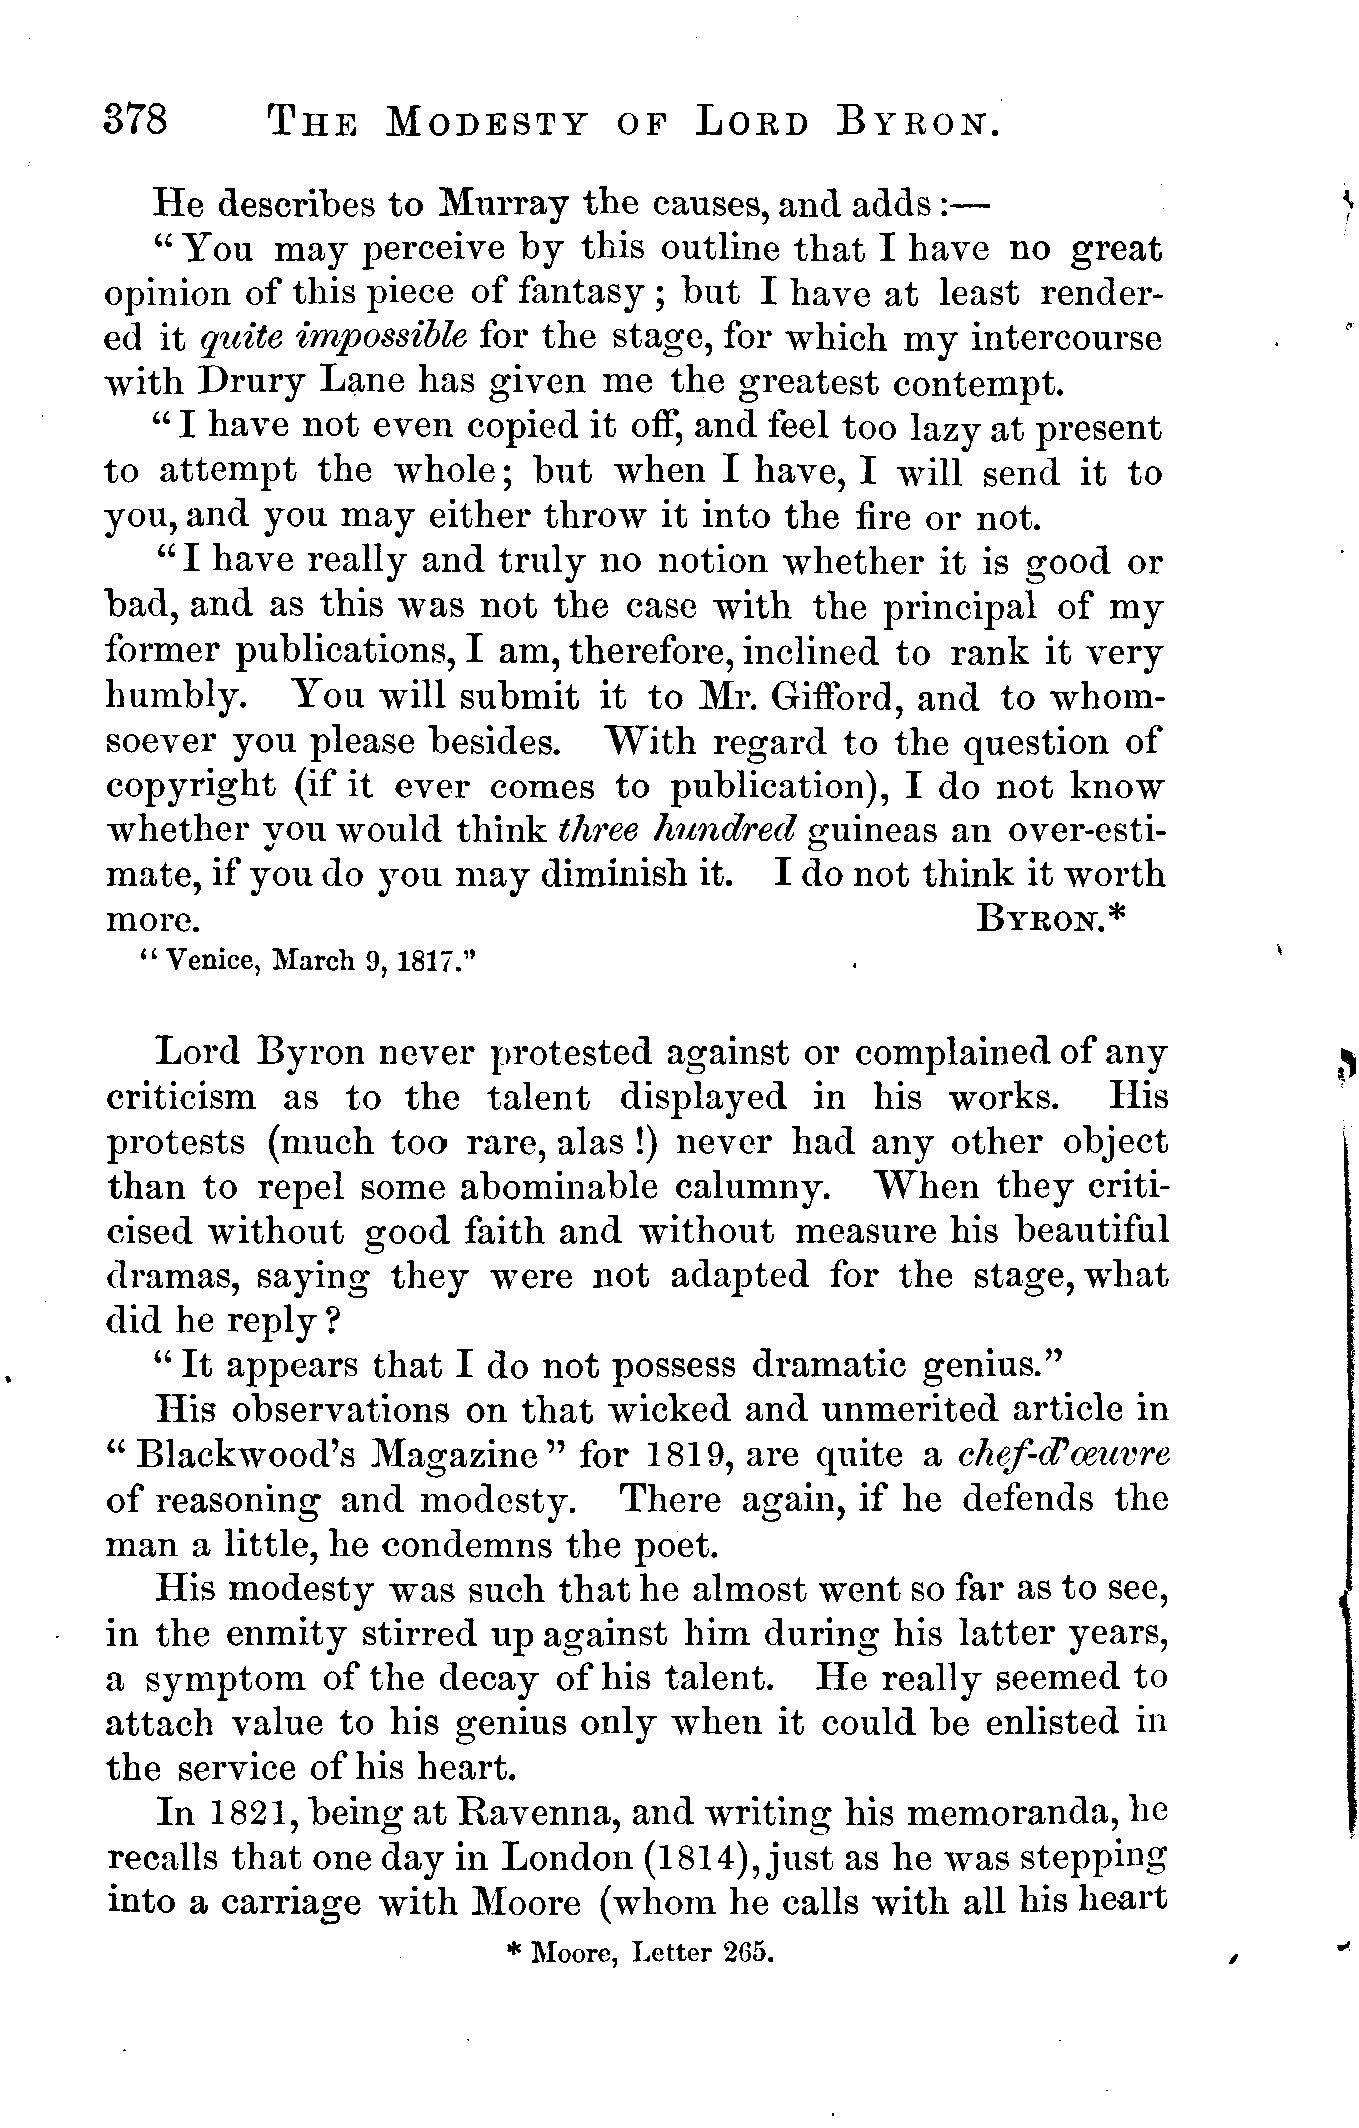 378 THE MODESTY OF LORD BYRON.
He describes to Murray the causes, and adds :—
“ You may perceive by this outline that I have no great
opinion of this piece of fantasy ; but I have at least render-
ed it quite impossible for the stage, for which my intercourse
with Drury Lane has given me the greatest contempt.
“ I have not even copied it off, and feel too lazy at present
to attempt the whole; but when I have, I will send it to
you, and you may either throw it into the fire or not.
“ I have really and truly no notion whether it is good or
bad, and as this was not the case with the principal of my
former publications, I am, therefore, inclined to rank it very
humbly. You will submit it to Mr. Gifford, and to whom-
soever you please besides. With regard to the question of
copyright (if it ever comes to publication), I do not know
whether you would think three hundred guineas an over-esti-
mate, if you do you may diminish it. I do not think it worth
more. BYRON.*
“ Venice, March 9, 1817.”
Lord Byron never protested against or complained of any
criticism as to the talent displayed in his works. His
protests (much too rare, alas !) never had any other object
than to repel some abominable calumny. When they criti-
cised without good faith and without measure his beautiful
dramas, saying they were not adapted for the stage, what
did he reply ?
“ It appears that I do not possess dramatic genius.”
His observations on that wicked and unmerited article in
“ Blackwood’s Magazine ” for 1819, are quite a chef-d’œuvre
of reasoning and modesty. There again, if he defends the
man a little, he condemns the poet.
His modesty was such that he almost went so far as to see,
in the enmity stirred up against him during his latter years,
a symptom of the decay of his talent. He really seemed to
attach value to his genius only when it could be enlisted in
the service of his heart.
In 1821, being at Ravenna, and writing his memoranda, he
recalls that one day in London (1814), just as he was stepping
into a carriage with Moore (whom he calls with all his heart
* Moore, Letter 265.